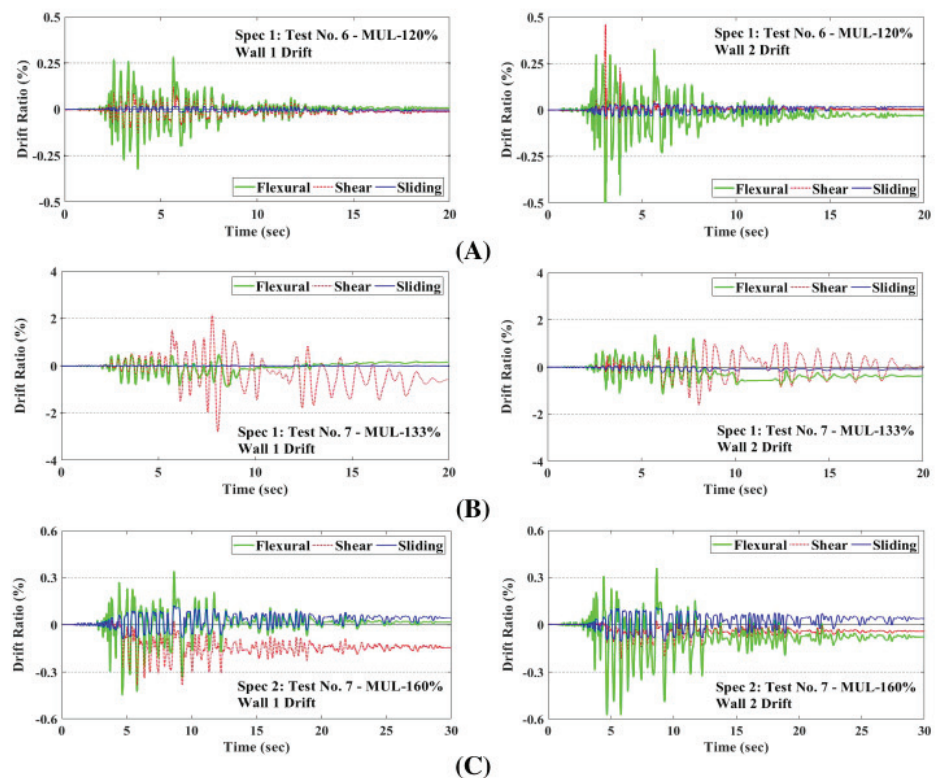 Spec 1: Test No. 6 - MUL-120%
Wall 1 Drift
Drift Ratio (%)
0.5
0.25
0
-0.25
-0.5
Flexural Shear Sliding
0 5 10 15 20
Time (sec)
Spec 1: Test No. 6 - MUL-120%
Wall 2 Drift
Drift Ratio (%)
0.5
0.25
0
-0.25
-0.5
Flexural Shear Sliding
0 5 10 15 20
Time (sec)
(A)
Flexural Shear Sliding
Drift Ratio (%)
4
2
0
-2
-4
Spec 1: Test No. 7 - MUL-133%
Wall 1 Drift
0 5 10 15 20
Time (sec)
Flexural Shear Sliding
Drift Ratio (%)
4
2
0
-2
-4
Spec 1: Test No. 7 - MUL-133%
Wall 2 Drift
0 5 10 15 20
Time (sec)
(B)
Flexural Shear Sliding
Drift Ratio (%)
0.6
0.3
0
-0.3
-0.6
Spec 2: Test No. 7 - MUL-160%
Wall 1 Drift
0 5 10 15 20 25 30
Time (sec)
Flexural Shear Sliding
Drift Ratio (%)
0.6
0.3
0
-0.3
-0.6
Spec 2: Test No. 7 - MUL-160%
Wall 2 Drift
0 5 10 15 20 25 30
Time (sec)
(C)